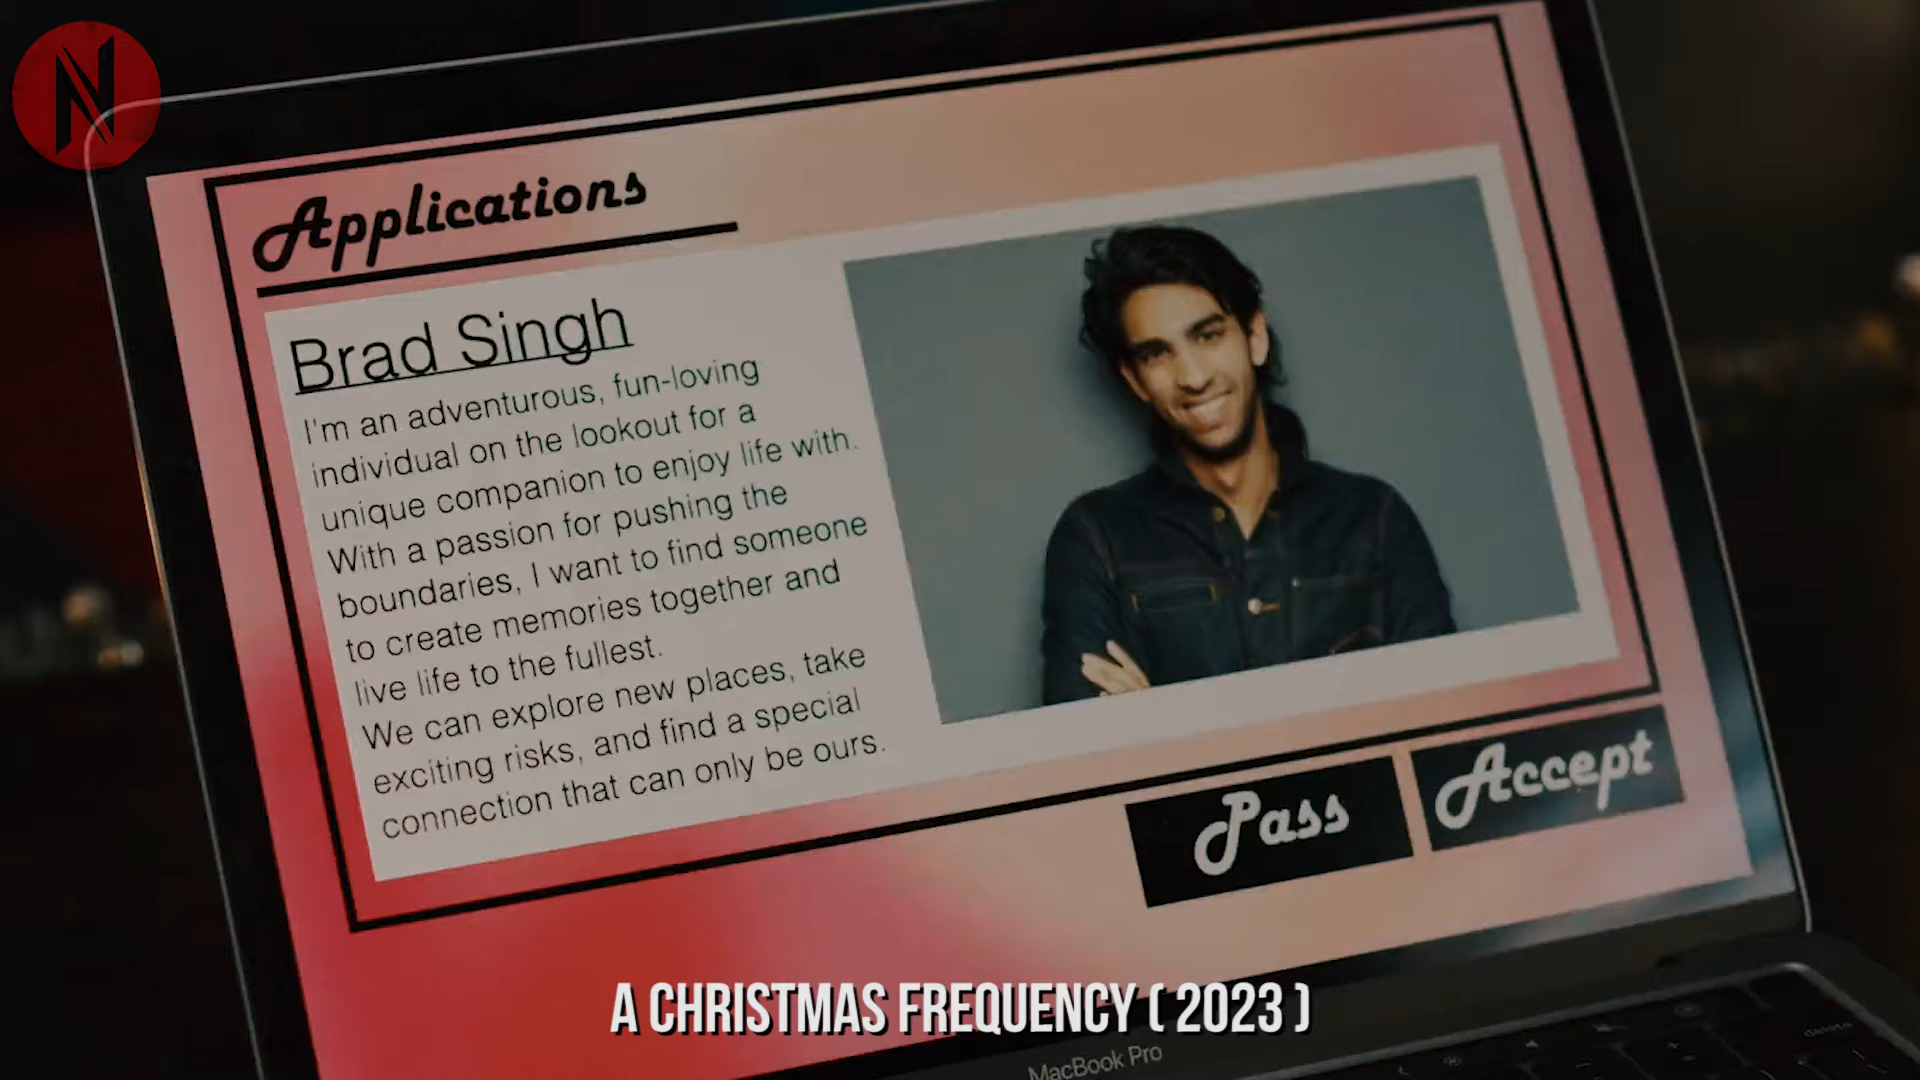 N
Applications
Brad Singh
I'm an adventurous, fun-loving
individual on the lookout for a
unique companion to enjoy life with.
With a passion for pushing the
boundaries, I want to find someone
to create memories together and
live life to the fullest.
We can explore new places, take
exciting risks, and find a special
connection that can only be ours.
Pass
Accept
A CHRISTMAS FREQUENCY ( 2023 )
MacBook Pro
delete